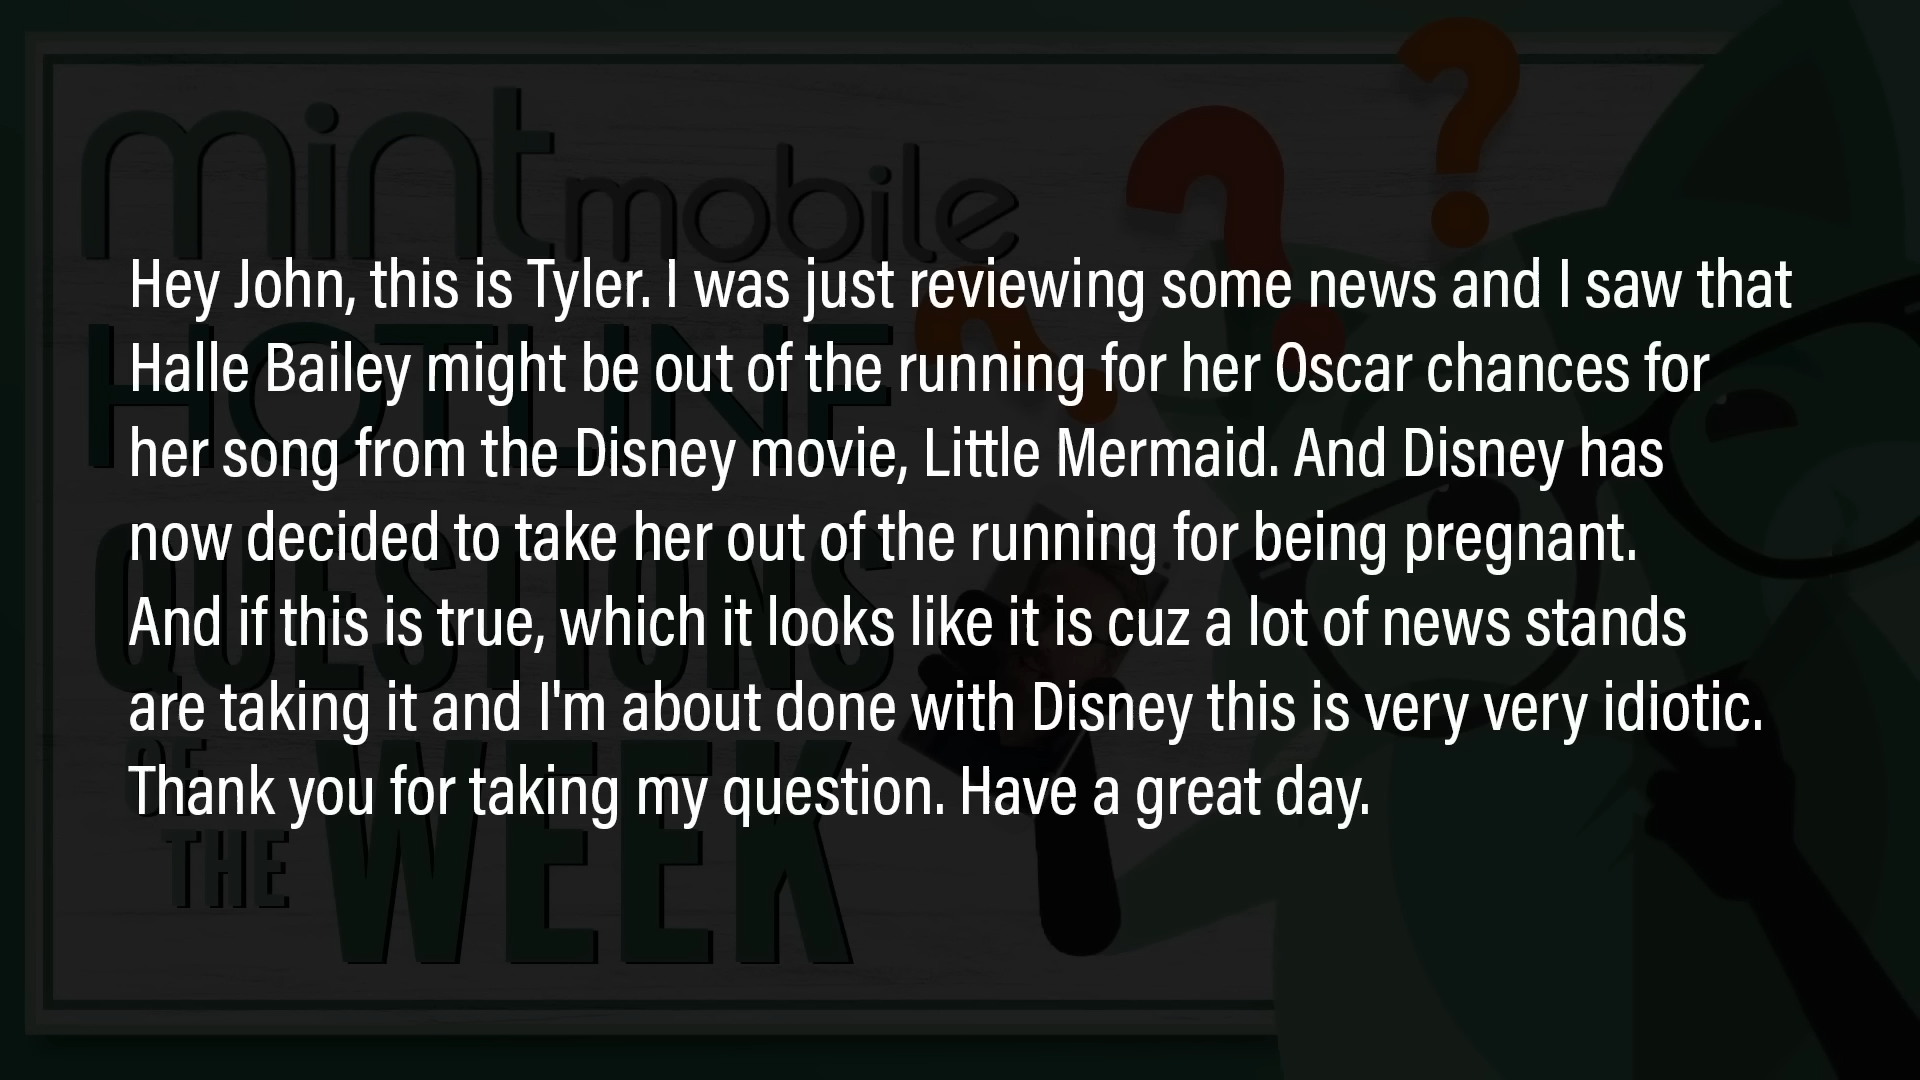 Hey John, this is Tyler. I was just reviewing some news and I saw that
Halle Bailey might be out of the running for her Oscar chances for
her song from the Disney movie, Little Mermaid. And Disney has
now decided to take her out of the running for being pregnant.
And if this is true, which it looks like it is cuz a lot of news stands
are taking it and I'm about done with Disney this is very very idiotic.
Thank you for taking my question. Have a great day.
mint mobile
HOTLINE
QUESTIONS
OF
THE WEEK